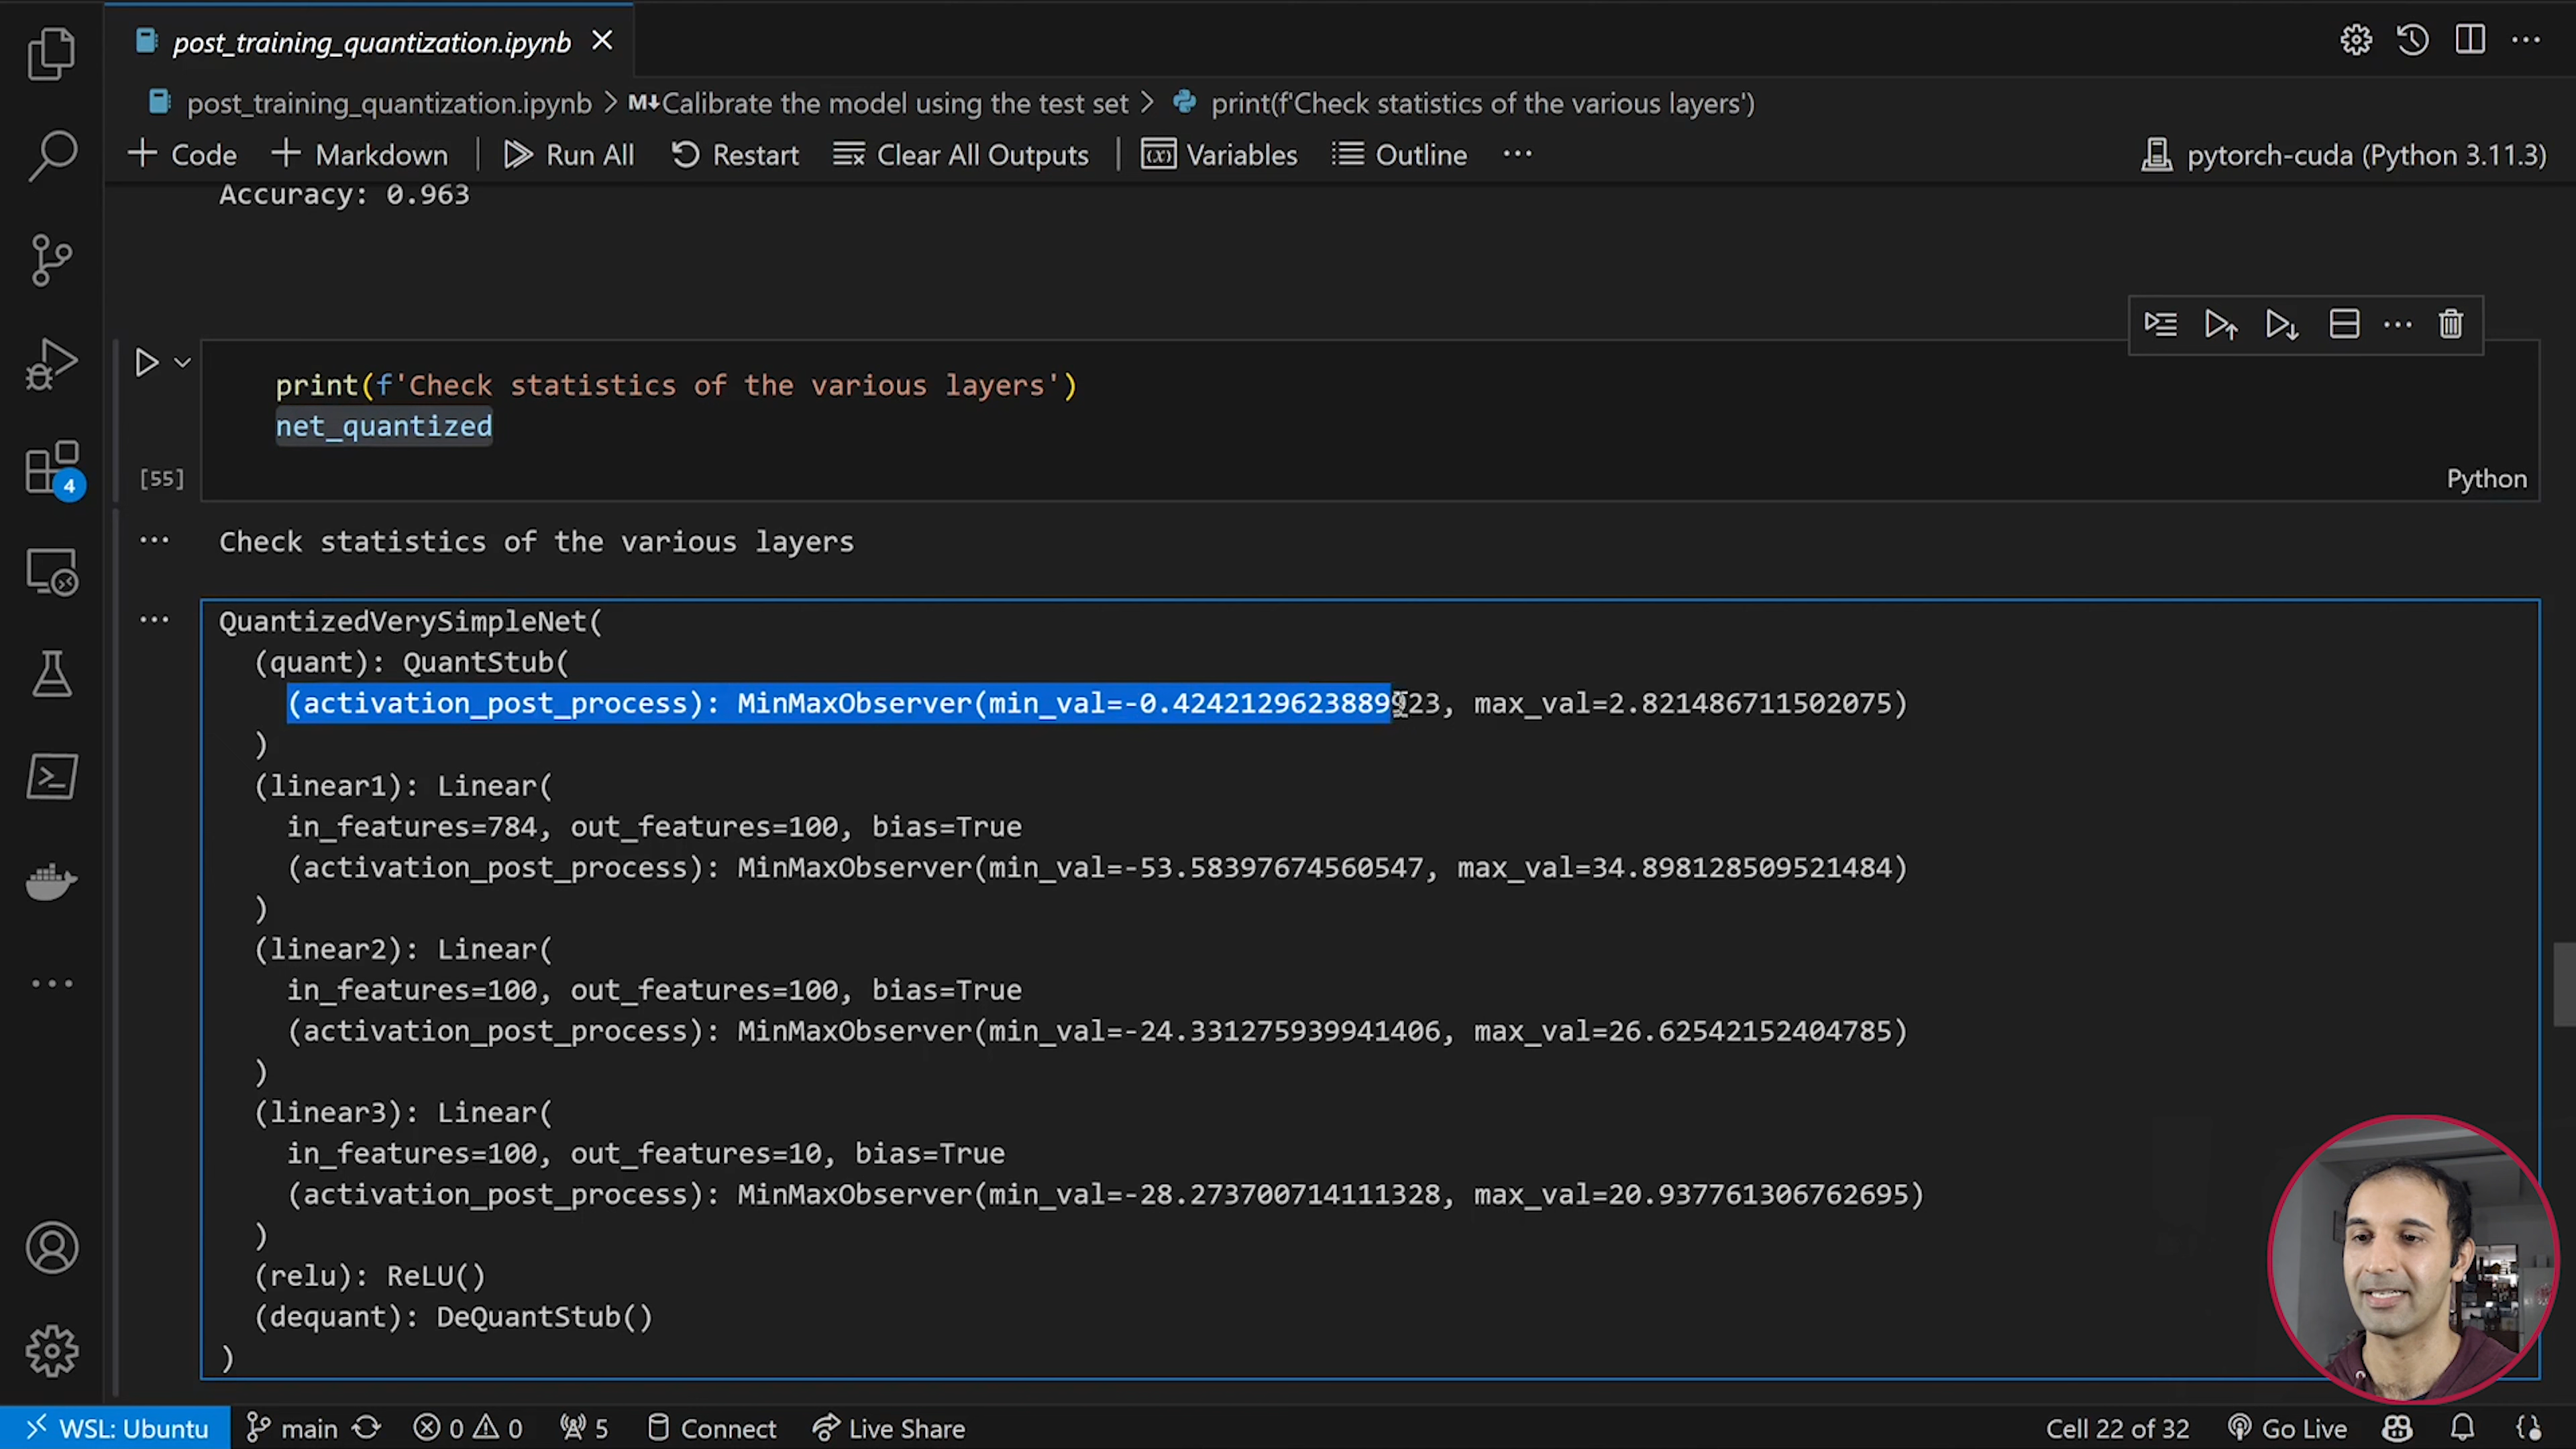 post_training_quantization.ipynb
post_training_quantization.ipynb > M↓Calibrate the model using the test set > print(f'Check statistics of the various layers')
+ Code + Markdown | Run All Restart Clear All Outputs | Variables Outline ... pytorch-cuda (Python 3.11.3)
Accuracy: 0.963
print(f'Check statistics of the various layers')
net_quantized
[55] Python
4
Check statistics of the various layers
QuantizedVerySimpleNet(
(quant): QuantStub(
(activation_post_process): MinMaxObserver(min_val=-0.4242129623889923, max_val=2.821486711502075)
)
(linear1): Linear(
in_features=784, out_features=100, bias=True
(activation_post_process): MinMaxObserver(min_val=-53.58397674560547, max_val=34.898128509521484)
)
(linear2): Linear(
in_features=100, out_features=100, bias=True
(activation_post_process): MinMaxObserver(min_val=-24.331275939941406, max_val=26.62542152404785)
)
(linear3): Linear(
in_features=100, out_features=10, bias=True
(activation_post_process): MinMaxObserver(min_val=-28.273700714111328, max_val=20.937761306762695)
)
(relu): ReLU()
(dequant): DeQuantStub()
)
WSL: Ubuntu main 0 0 5 Connect Live Share Cell 22 of 32 Go Live